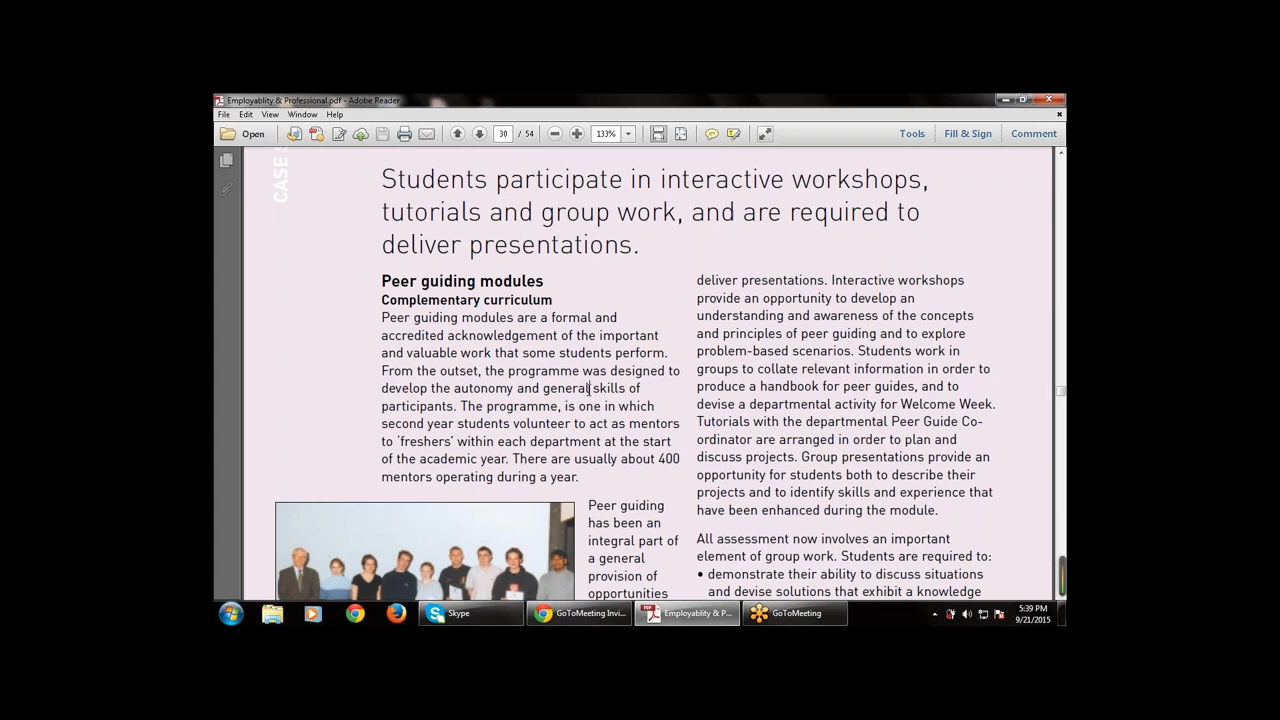 Employablity & Professional.pdf - Adobe Reader
File Edit View Window Help
Open 30 / 54 133% Tools Fill & Sign Comment
CASE
Students participate in interactive workshops,
tutorials and group work, and are required to
deliver presentations.
Peer guiding modules
Complementary curriculum
Peer guiding modules are a formal and
accredited acknowledgement of the important
and valuable work that some students perform.
From the outset, the programme was designed to
develop the autonomy and general skills of
participants. The programme, is one in which
second year students volunteer to act as mentors
to ‘freshers’ within each department at the start
of the academic year. There are usually about 400
mentors operating during a year.
Peer guiding
has been an
integral part of
a general
provision of
opportunities
deliver presentations. Interactive workshops
provide an opportunity to develop an
understanding and awareness of the concepts
and principles of peer guiding and to explore
problem-based scenarios. Students work in
groups to collate relevant information in order to
produce a handbook for peer guides, and to
devise a departmental activity for Welcome Week.
Tutorials with the departmental Peer Guide Co-
ordinator are arranged in order to plan and
discuss projects. Group presentations provide an
opportunity for students both to describe their
projects and to identify skills and experience that
have been enhanced during the module.
All assessment now involves an important
element of group work. Students are required to:
• demonstrate their ability to discuss situations
and devise solutions that exhibit a knowledge
Skype GoToMeeting Invi... Employablity & P... GoToMeeting 5:39 PM
9/21/2015